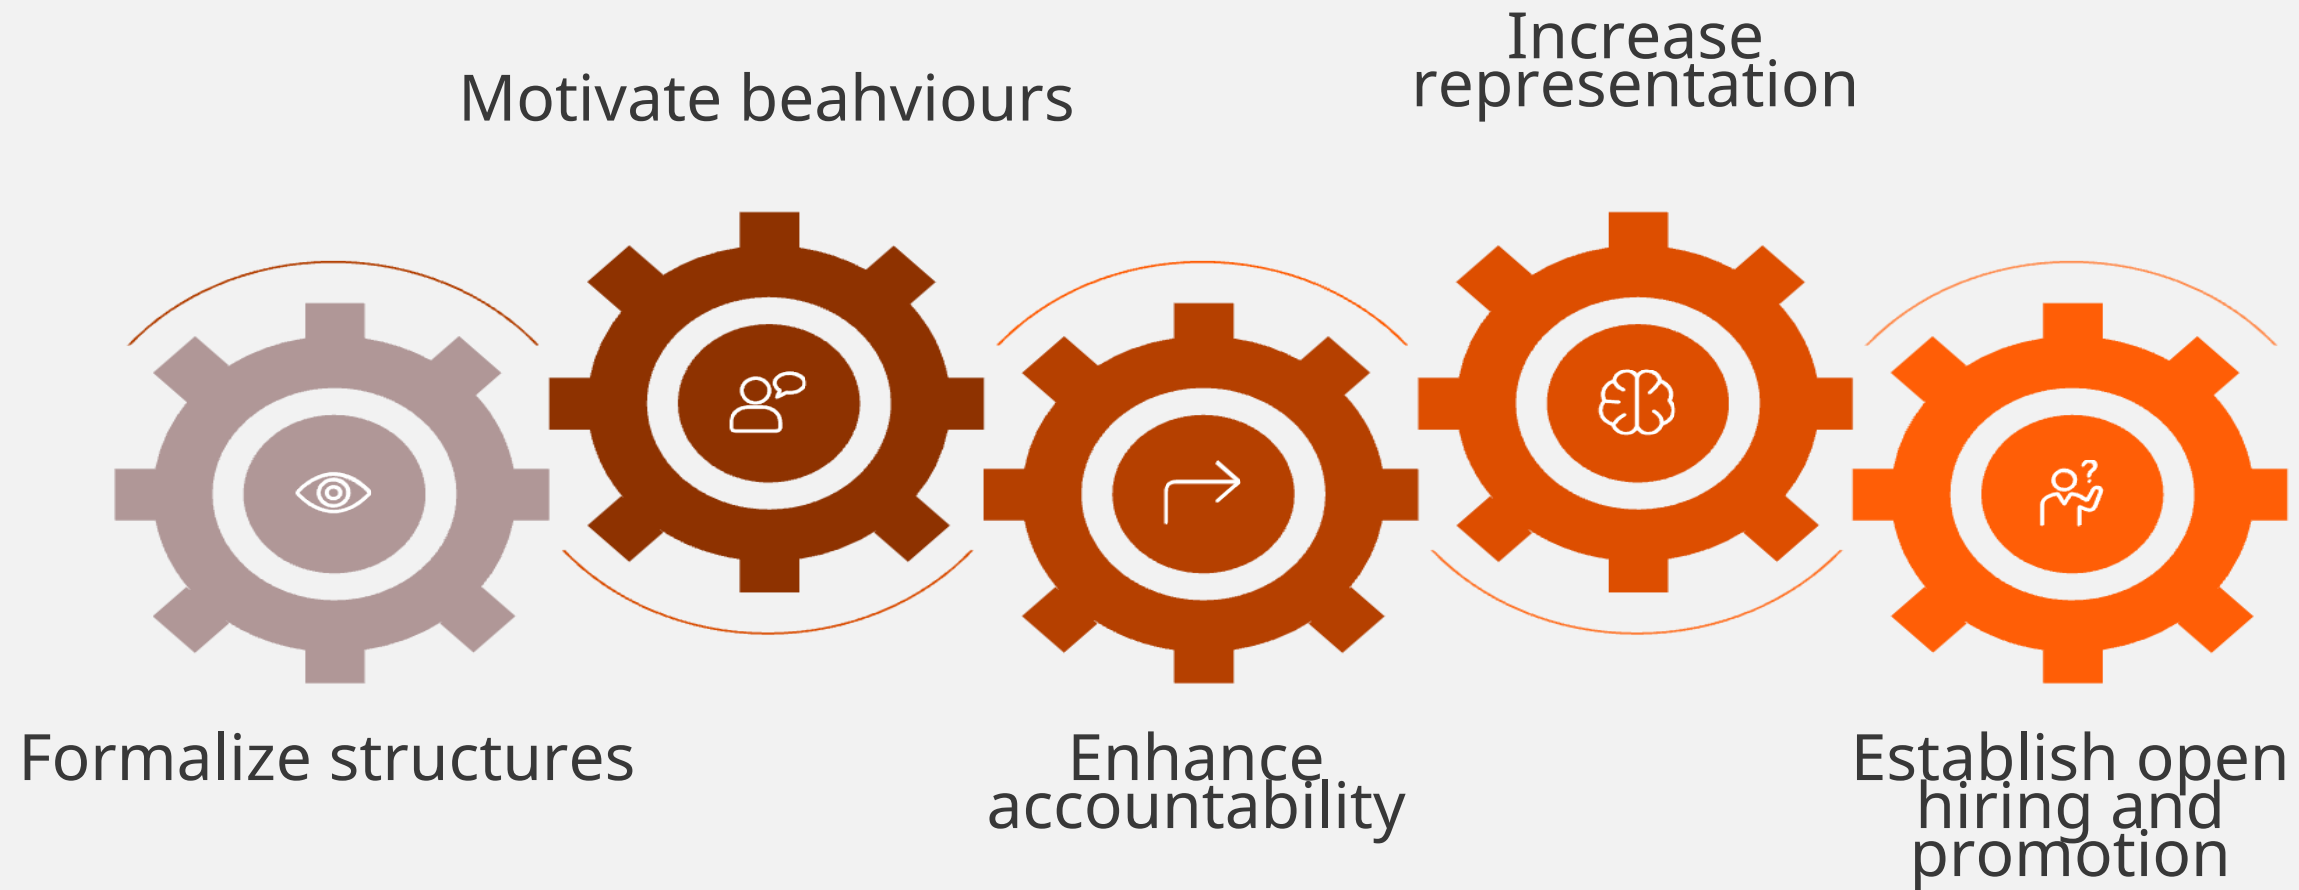 Increase
representation
Motivate beahviours
Formalize structures
Enhance
accountability
Establish open
hiring and
promotion